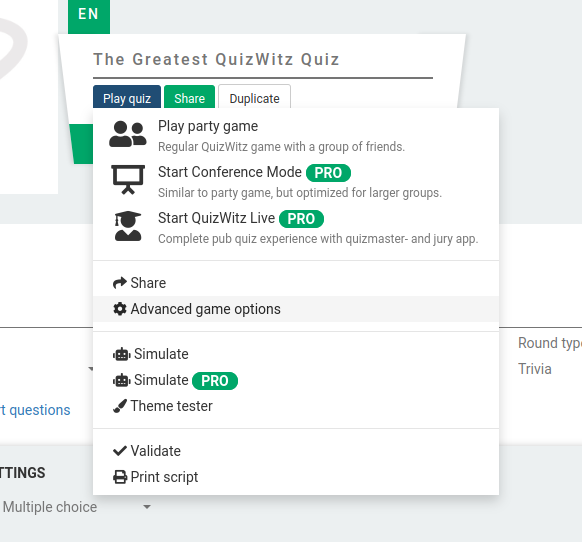 EN
The Greatest QuizWitz Quiz
Play quiz Share Duplicate
Play party game
Regular QuizWitz game with a group of friends.
Start Conference Mode PRO
Similar to party game, but optimized for larger groups.
Start QuizWitz Live PRO
Complete pub quiz experience with quizmaster- and jury app.
Share
Advanced game options
Round typ
Simulate
Trivia
Simulate PRO
Theme tester
rt questions
Validate
TTINGS
Print script
Multiple choice